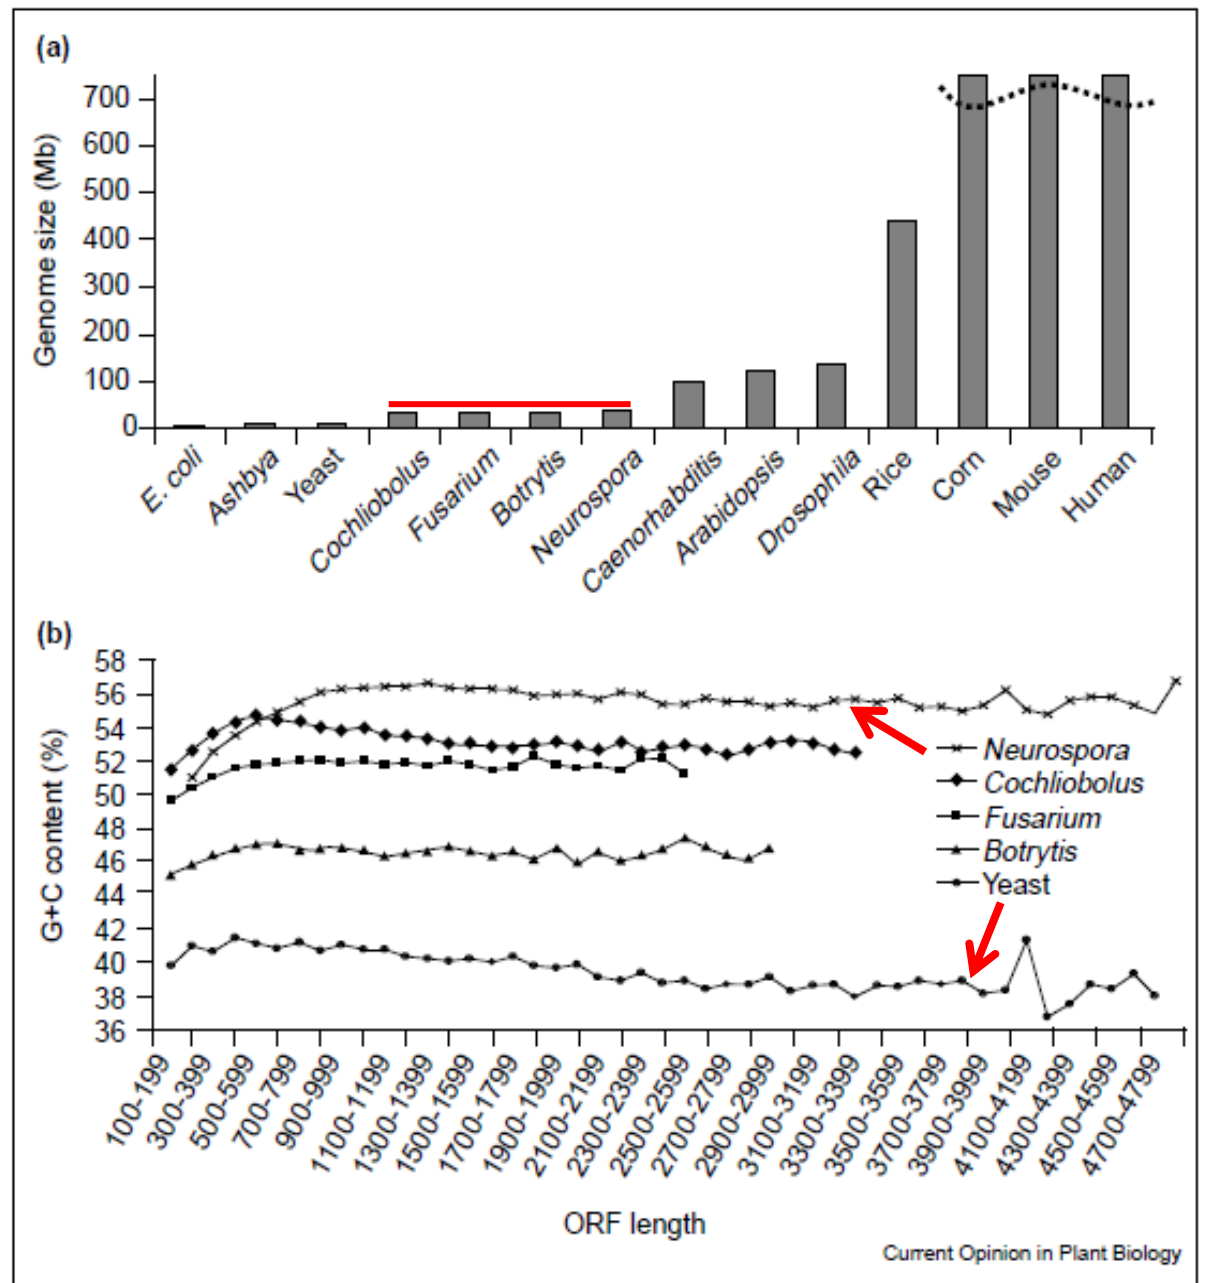 (a)
Genome size (Mb)
700
600
500
400
300
200
100
0
E. coli
Ashbya
Yeast
Cochliobolus
Fusarium
Botrytis
Neurospora
Caenorhabditis
Arabidopsis
Drosophila
Rice
Corn
Mouse
Human
(b)
G+C content (%)
58
56
54
52
50
48
46
44
42
40
38
36
Neurospora
Cochliobolus
Fusarium
Botrytis
Yeast
100-199
300-399
500-599
700-799
900-999
1100-1199
1300-1399
1500-1599
1700-1799
1900-1999
2100-2199
2300-2399
2500-2599
2700-2799
2900-2999
3100-3199
3300-3399
3500-3599
3700-3799
3900-3999
4100-4199
4300-4399
4500-4599
4700-4799
ORF length
Current Opinion in Plant Biology